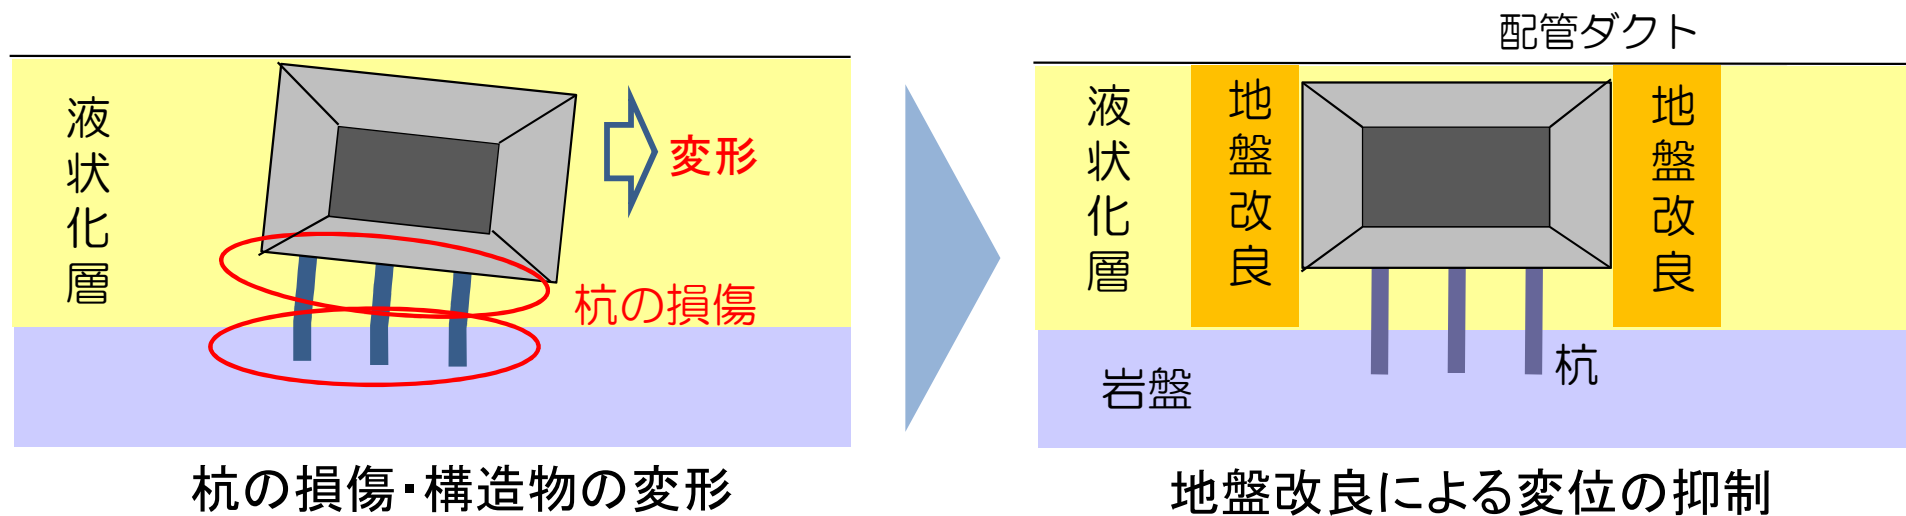 液状化層
変形
杭の損傷
杭の損傷・構造物の変形
配管ダクト
液状化層
地盤改良
地盤改良
杭
岩盤
地盤改良による変位の抑制